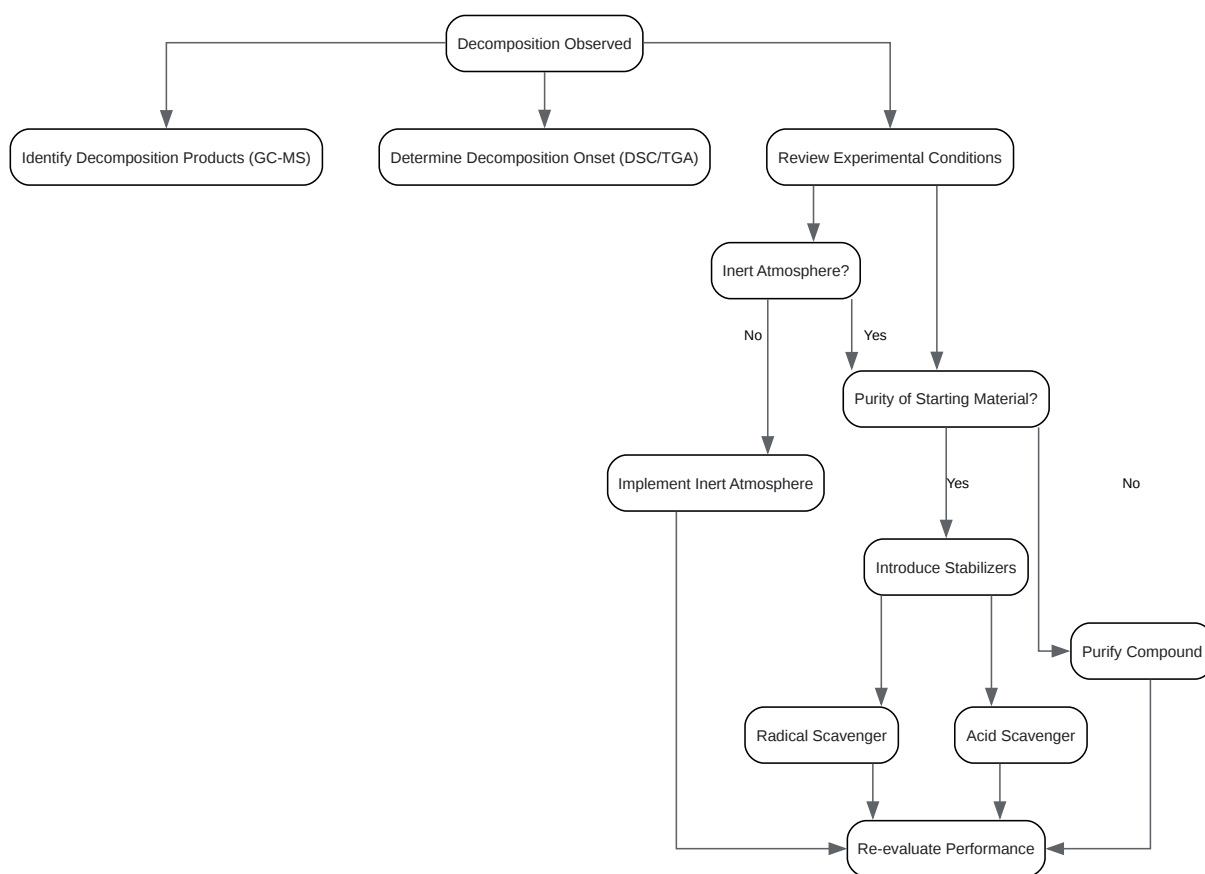 Decomposition Observed
Identify Decomposition Products (GC-MS)
Determine Decomposition Onset (DSC/TGA)
Review Experimental Conditions
Inert Atmosphere?
No
Yes
Purity of Starting Material?
Implement Inert Atmosphere
Yes
No
Introduce Stabilizers
Purify Compound
Radical Scavenger
Acid Scavenger
Re-evaluate Performance